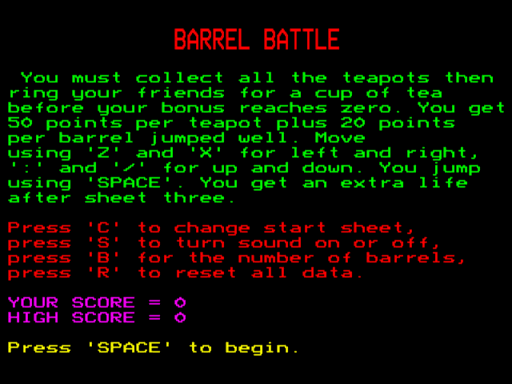 BARREL BATTLE
You must collect all the teapots then
ring your friends for a cup of tea
before your bonus reaches zero. You get
50 points per teapot plus 20 points
per barrel jumped well. Move
using 'Z' and 'X' for left and right,
':' and '/' for up and down. You jump
using 'SPACE'. You get an extra life
after sheet three.
Press 'C' to change start sheet,
press 'S' to turn sound on or off,
press 'B' for the number of barrels,
press 'R' to reset all data.
YOUR SCORE = 0
HIGH SCORE = 0
Press 'SPACE' to begin.